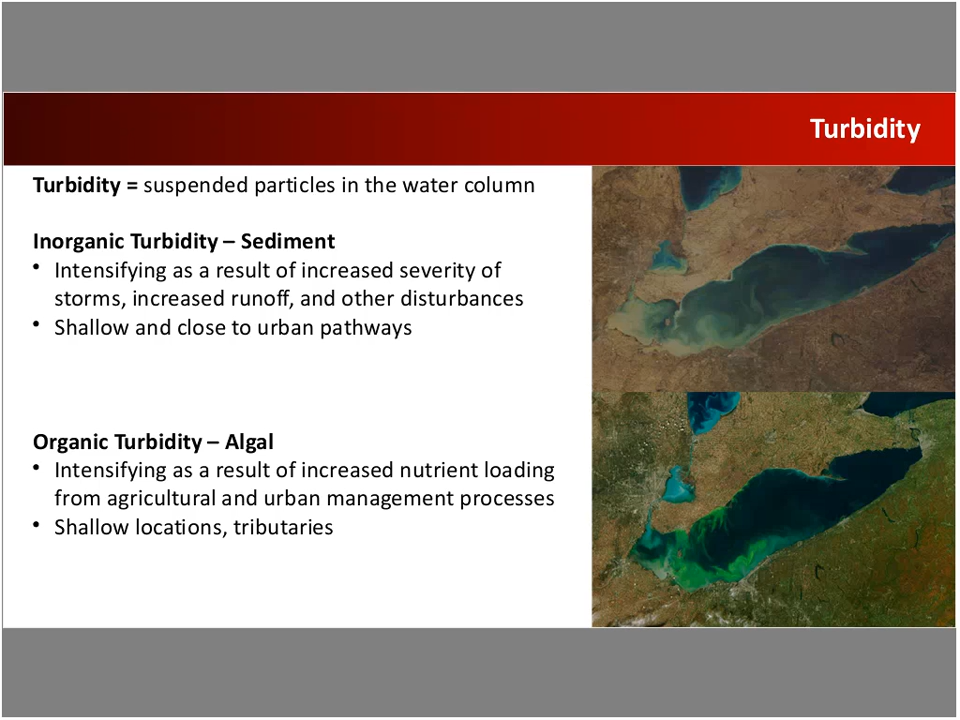 Turbidity
Turbidity = suspended particles in the water column
Inorganic Turbidity – Sediment
• Intensifying as a result of increased severity of
storms, increased runoff, and other disturbances
• Shallow and close to urban pathways
Organic Turbidity – Algal
• Intensifying as a result of increased nutrient loading
from agricultural and urban management processes
• Shallow locations, tributaries